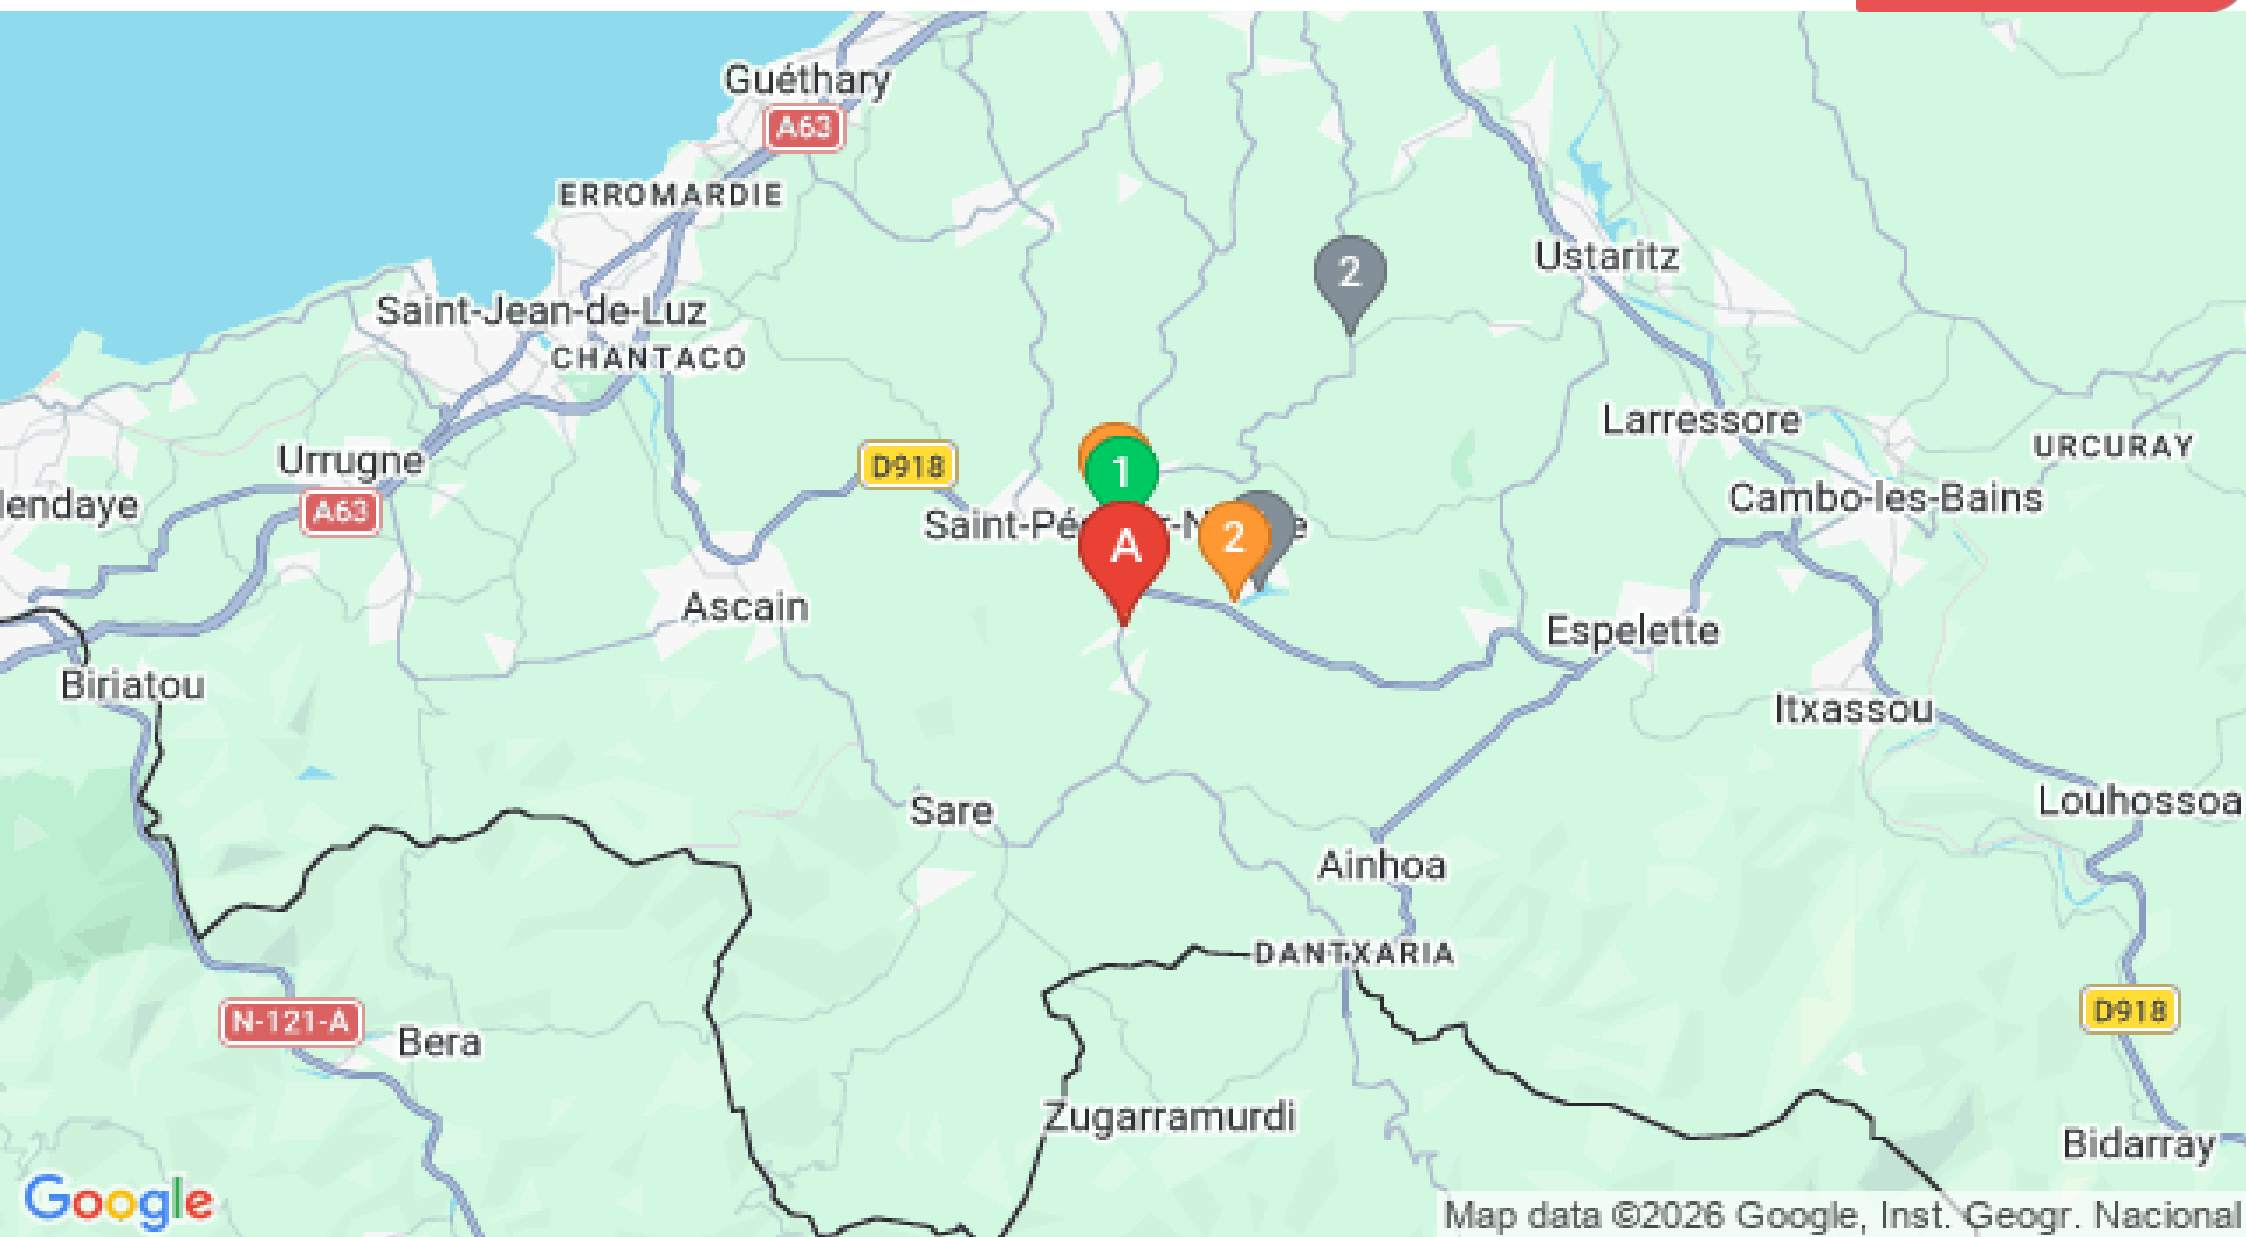 Guéthary
A63
ERROMARDIE
2
Ustaritz
Saint-Jean-de-Luz
CHANTACO
Larressore
URCURAY
Urrugne
D918
1
Cambo-les-Bains
lendaye
A63
2
A
Ascain
Espelette
Biriatou
Itxassou
Sare
Louhossoa
Ainhoa
DANTXARIA
N-121-A
Bera
D918
Zugarramurdi
Bidarray
Google
Map data ©2026 Google, Inst. Geogr. Nacional